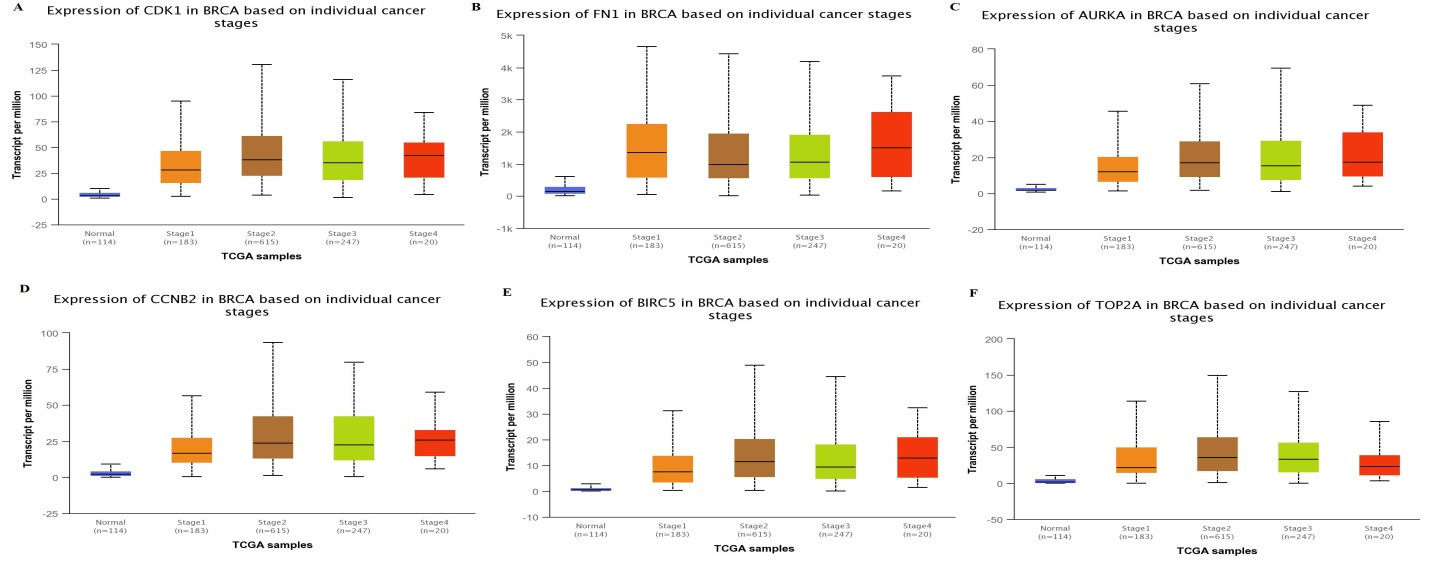 A
Expression of CDK1 in BRCA based on individual cancer
stages
150
125
100
75
50
25
0
-25
Transcript per million
Normal
(n=114)
Stage1
(n=183)
Stage2
(n=615)
Stage3
(n=247)
Stage4
(n=20)
TCGA samples
B
Expression of FN1 in BRCA based on individual cancer stages
5k
4k
3k
2k
1k
0
-1k
Transcript per million
Normal
(n=114)
Stage1
(n=183)
Stage2
(n=615)
Stage3
(n=247)
Stage4
(n=20)
TCGA samples
C
Expression of AURKA in BRCA based on individual cancer
stages
80
60
40
20
0
-20
Transcript per million
Normal
(n=114)
Stage1
(n=183)
Stage2
(n=615)
Stage3
(n=247)
Stage4
(n=20)
TCGA samples
D
Expression of CCNB2 in BRCA based on individual cancer
stages
100
75
50
25
0
-25
Transcript per million
Normal
(n=114)
Stage1
(n=183)
Stage2
(n=615)
Stage3
(n=247)
Stage4
(n=20)
TCGA samples
E
Expression of BIRC5 in BRCA based on individual cancer
stages
60
50
40
30
20
10
0
-10
Transcript per million
Normal
(n=114)
Stage1
(n=183)
Stage2
(n=615)
Stage3
(n=247)
Stage4
(n=20)
TCGA samples
F
Expression of TOP2A in BRCA based on individual cancer
stages
200
150
100
50
0
-50
Transcript per million
Normal
(n=114)
Stage1
(n=183)
Stage2
(n=615)
Stage3
(n=247)
Stage4
(n=20)
TCGA samples